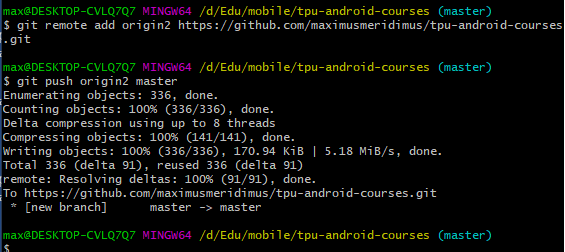 max@DESKTOP-CVLQ7Q7 MINGW64 /d/Edu/mobile/tpu-android-courses (master)
$ git remote add origin2 https://github.com/maximusmeridimus/tpu-android-courses
.git
max@DESKTOP-CVLQ7Q7 MINGW64 /d/Edu/mobile/tpu-android-courses (master)
$ git push origin2 master
Enumerating objects: 336, done.
Counting objects: 100% (336/336), done.
Delta compression using up to 8 threads
Compressing objects: 100% (141/141), done.
Writing objects: 100% (336/336), 170.94 KiB | 5.18 MiB/s, done.
Total 336 (delta 91), reused 336 (delta 91)
remote: Resolving deltas: 100% (91/91), done.
To https://github.com/maximusmeridimus/tpu-android-courses.git
 * [new branch]      master -> master
max@DESKTOP-CVLQ7Q7 MINGW64 /d/Edu/mobile/tpu-android-courses (master)
$